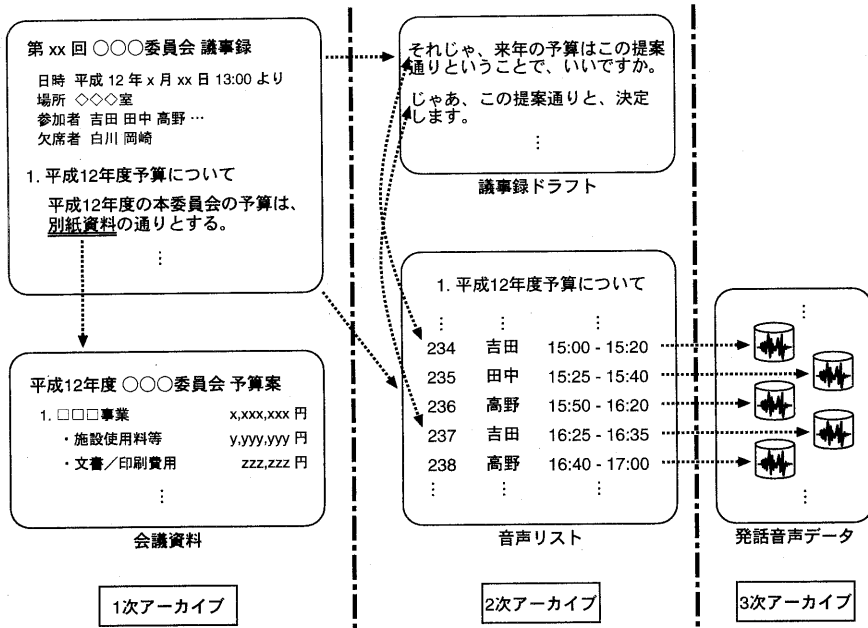 第 xx 回 〇〇〇委員会 議事録
日時 平成 12 年 x 月 xx 日 13:00 より
場所 ◇◇◇室
参加者 吉田 田中 高野 …
欠席者 白川 岡崎
1. 平成12年度予算について
平成12年度の本委員会の予算は、
別紙資料の通りとする。
⋮
平成12年度 〇〇〇委員会 予算案
1. □□□事業 x,xxx,xxx 円
・施設使用料等 y,yyy,yyy 円
・文書／印刷費用 zzz,zzz 円
⋮
会議資料
1次アーカイブ
それじゃ、来年の予算はこの提案
通りということで、いいですか。
じゃあ、この提案通りと、決定
します。
⋮
議事録ドラフト
1. 平成12年度予算について
⋮ ⋮ ⋮
234 吉田 15:00 - 15:20
235 田中 15:25 - 15:40
236 高野 15:50 - 16:20
237 吉田 16:25 - 16:35
238 高野 16:40 - 17:00
⋮ ⋮ ⋮
音声リスト
2次アーカイブ
⋮
⋮
発話音声データ
3次アーカイブ